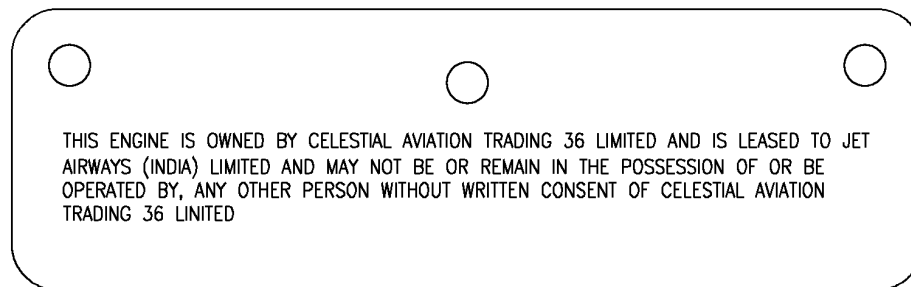 THIS ENGINE IS OWNED BY CELESTIAL AVIATION TRADING 36 LIMITED AND IS LEASED TO JET
AIRWAYS (INDIA) LIMITED AND MAY NOT BE OR REMAIN IN THE POSSESSION OF OR BE
OPERATED BY, ANY OTHER PERSON WITHOUT WRITTEN CONSENT OF CELESTIAL AVIATION
TRADING 36 LINITED